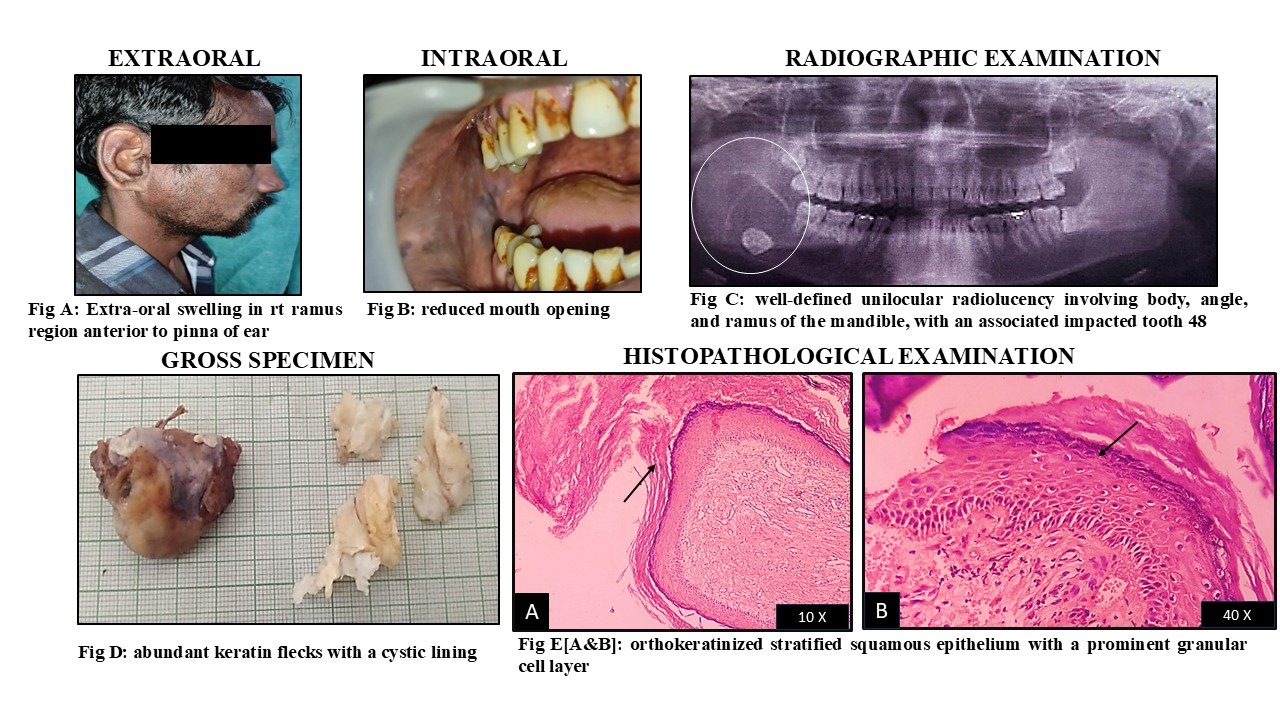 EXTRAORAL
INTRAORAL
RADIOGRAPHIC EXAMINATION
Fig A: Extra-oral swelling in rt ramus
region anterior to pinna of ear
Fig B: reduced mouth opening
Fig C: well-defined unilocular radiolucency involving body, angle,
and ramus of the mandible, with an associated impacted tooth 48
GROSS SPECIMEN
HISTOPATHOLOGICAL EXAMINATION
A
10 X
B
40 X
Fig D: abundant keratin flecks with a cystic lining
Fig E[A&B]: orthokeratinized stratified squamous epithelium with a prominent granular
cell layer